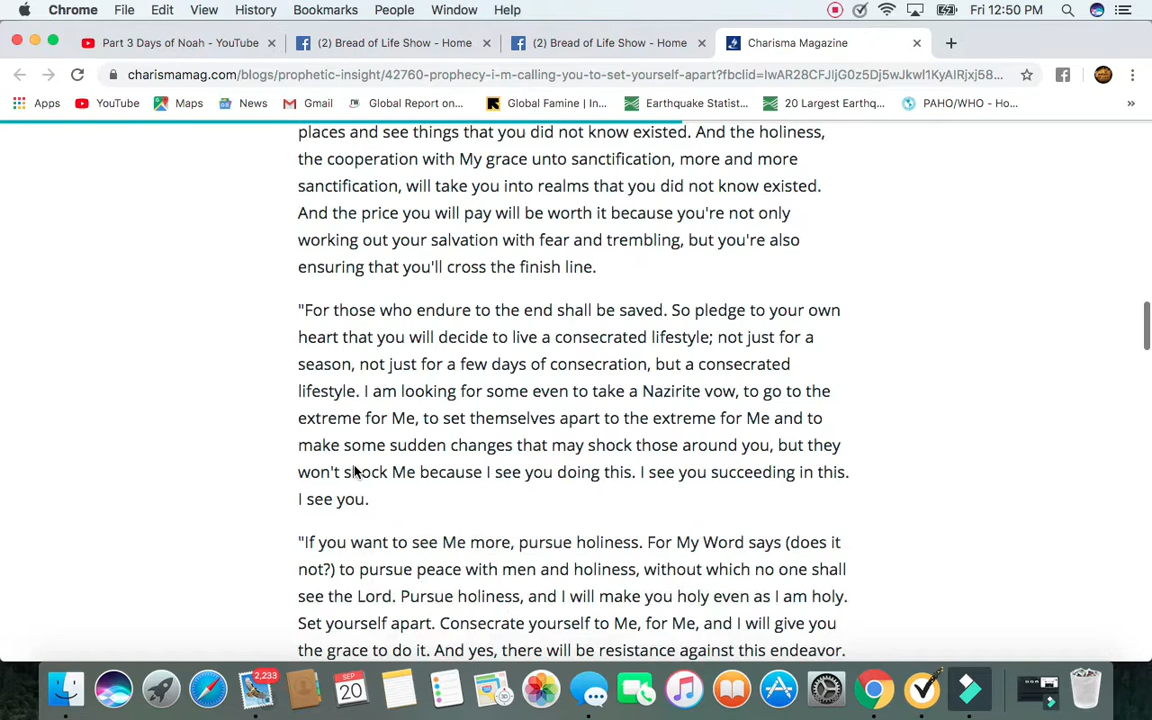 Chrome File Edit View History Bookmarks People Window Help Fri 12:50 PM
Part 3 Days of Noah - YouTube (2) Bread of Life Show - Home (2) Bread of Life Show - Home Charisma Magazine
charismamag.com/blogs/prophetic-insight/42760-prophecy-i-m-calling-you-to-set-yourself-apart?fbclid=
Apps YouTube Maps News Gmail Global Report on... Global Famine | In... Earthquake Statist... 20 Largest Earthq... PAHO/WHO - Ho... »
places and see things that you did not know existed. And the holiness,
the cooperation with My grace unto sanctification, more and more
sanctification, will take you into realms that you did not know existed.
And the price you will pay will be worth it because you're not only
working out your salvation with fear and trembling, but you're also
ensuring that you'll cross the finish line.
"For those who endure to the end shall be saved. So pledge to your own
heart that you will decide to live a consecrated lifestyle; not just for a
season, not just for a few days of consecration, but a consecrated
lifestyle. I am looking for some even to take a Nazirite vow, to go to the
extreme for Me, to set themselves apart to the extreme for Me and to
make some sudden changes that may shock those around you, but they
won't shock Me because I see you doing this. I see you succeeding in this.
I see you.
"If you want to see Me more, pursue holiness. For My Word says (does it
not?) to pursue peace with men and holiness, without which no one shall
see the Lord. Pursue holiness, and I will make you holy even as I am holy.
Set yourself apart. Consecrate yourself to Me, for Me, and I will give you
the grace to do it. And yes, there will be resistance against this endeavor.
2,233
SEP
20